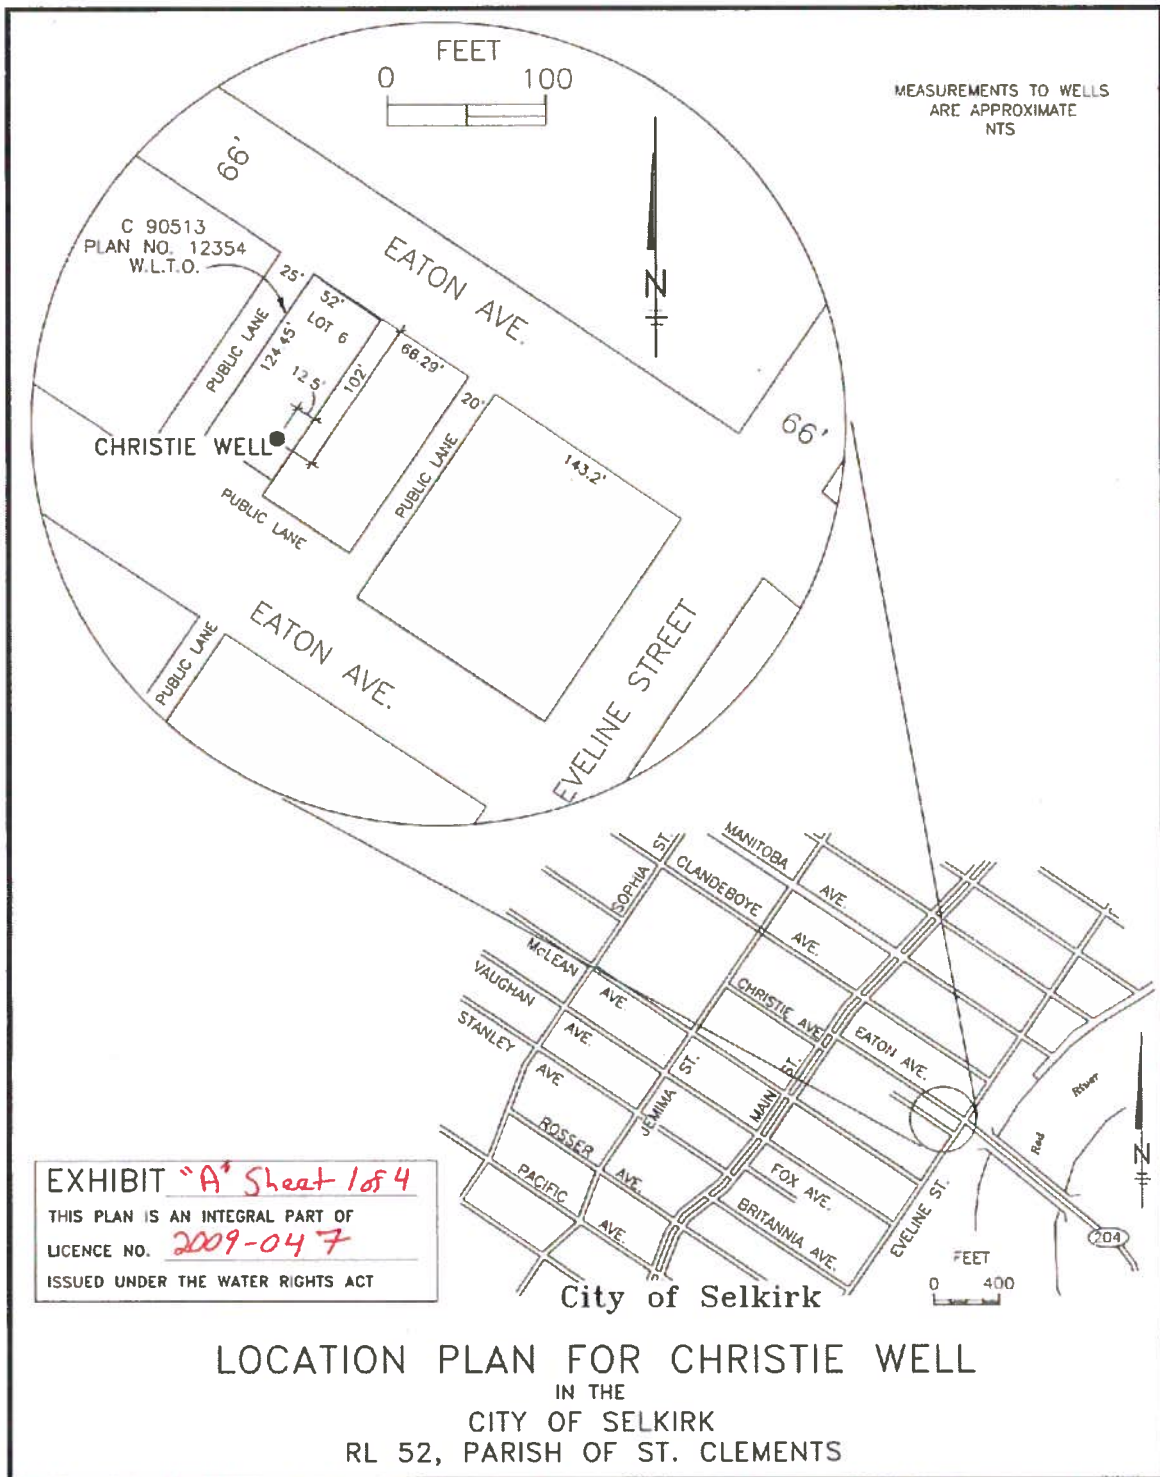 FEET
0 100
MEASUREMENTS TO WELLS
ARE APPROXIMATE
NTS
66'
C 90513
PLAN NO. 12354
W.L.T.O.
EATON AVE.
N
25'
52'
LOT 6
PUBLIC LANE
124.45'
12.5'
102'
68.29'
20'
66'
CHRISTIE WELL
PUBLIC LANE
143.2'
PUBLIC LANE
EATON AVE.
PUBLIC LANE
EVELINE STREET
SOPHIA ST.
MANITOBA AVE.
CLANDEBOYE AVE.
McLEAN AVE.
VAUGHAN AVE.
STANLEY AVE
CHRISTIE AVE
EATON AVE.
JEMIMA ST.
MAIN ST.
ROSSER AVE.
PACIFIC AVE.
FOX AVE.
BRITANNIA AVE.
EVELINE ST.
Red River
N
204
FEET
0 400
City of Selkirk
EXHIBIT "A" Sheet 1 of 4
THIS PLAN IS AN INTEGRAL PART OF
LICENCE NO. 2009-047
ISSUED UNDER THE WATER RIGHTS ACT
LOCATION PLAN FOR CHRISTIE WELL
IN THE
CITY OF SELKIRK
RL 52, PARISH OF ST. CLEMENTS